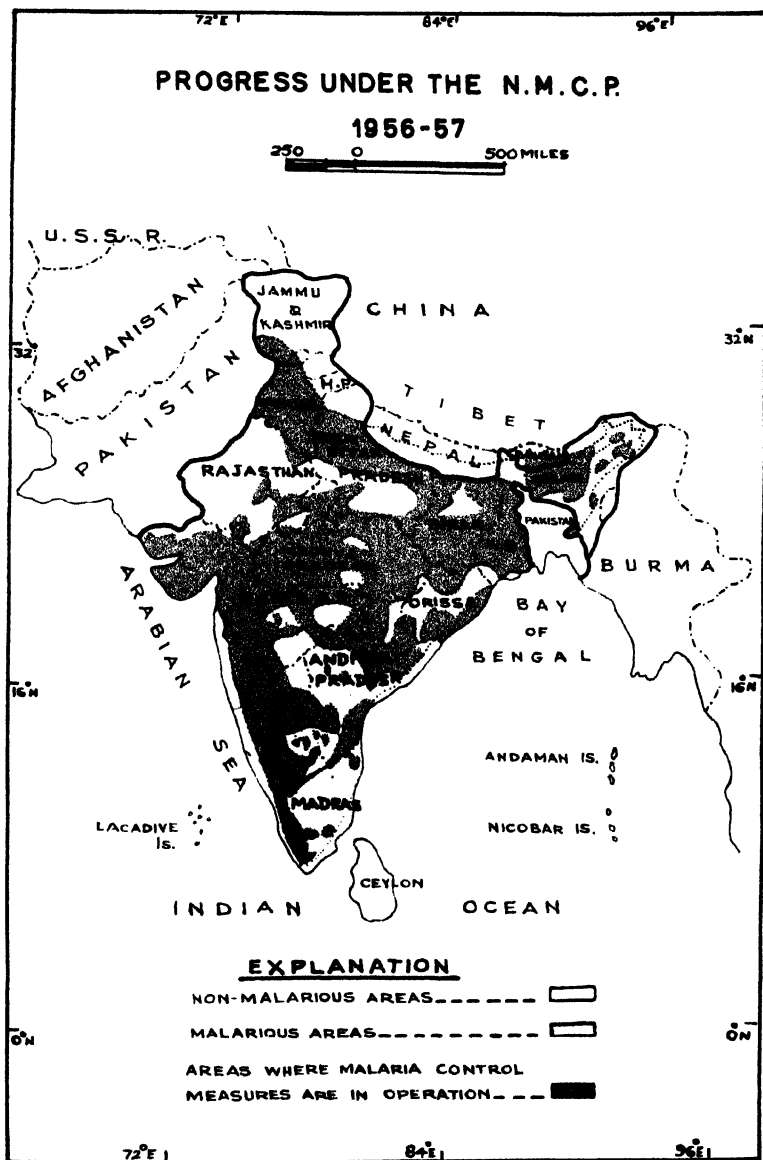 72°E 84°E 96°E
PROGRESS UNDER THE N.M.C.P.
1956-57
250 0 500 MILES
U.S.S.R.
AFGHANISTAN
PAKISTAN
JAMMU
&
KASHMIR
CHINA
32° 32°N
H.P.
TIBET
NEPAL
RAJASTHAN
PRADESH
PAKISTAN
BURMA
ORISSA
ARABIAN
SEA
BAY
OF
BENGAL
ANDHRA
PRADESH
16°N 16°N
ANDAMAN IS.
MADRAS
LACADIVE
IS.
NICOBAR IS.
CEYLON
INDIAN OCEAN
EXPLANATION
NON-MALARIOUS AREAS
MALARIOUS AREAS
AREAS WHERE MALARIA CONTROL
MEASURES ARE IN OPERATION
0°N 0°N
72°E 84°E 96°E